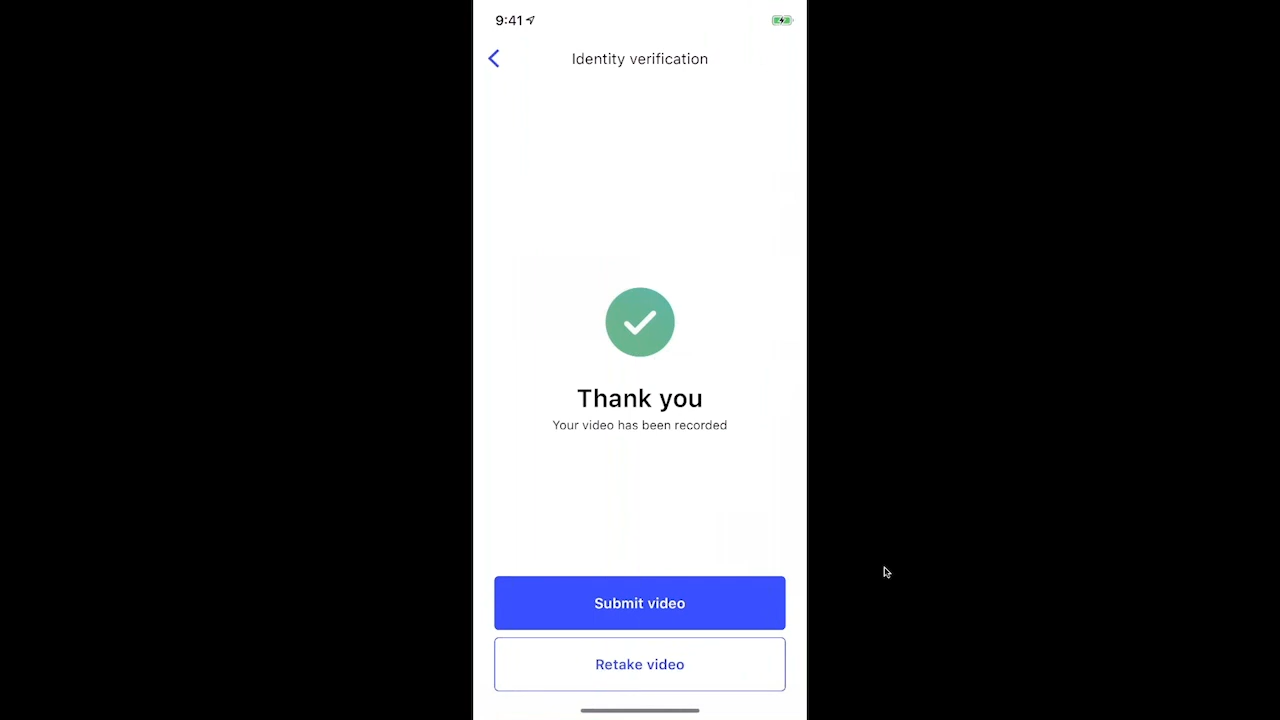 9:41
Identity verification
Thank you
Your video has been recorded
Submit video
Retake video